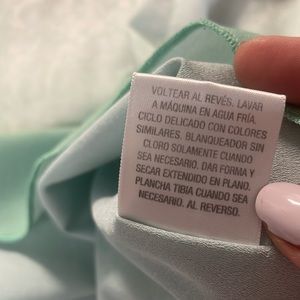 VOLTEAR AL REVÉS. LAVAR
A MÁQUINA EN AGUA FRÍA.
CICLO DELICADO CON COLORES
SIMILARES. BLANQUEADOR SIN
CLORO SOLAMENTE CUANDO
SEA NECESARIO. DAR FORMA Y
SECAR EXTENDIDO EN PLANO.
PLANCHA TIBIA CUANDO SEA
NECESARIO. AL REVERSO.